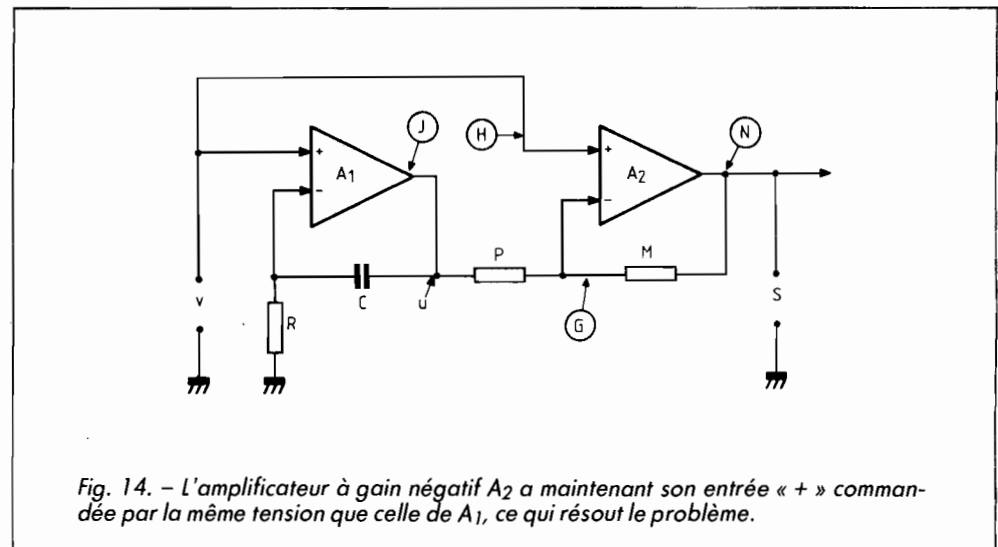 J
H
N
+
A1
-
+
A2
-
P
M
v
C
u
G
S
R
Fig. 14. – L'amplificateur à gain négatif A2 a maintenant son entrée « + » comman-
dée par la même tension que celle de A1, ce qui résout le problème.